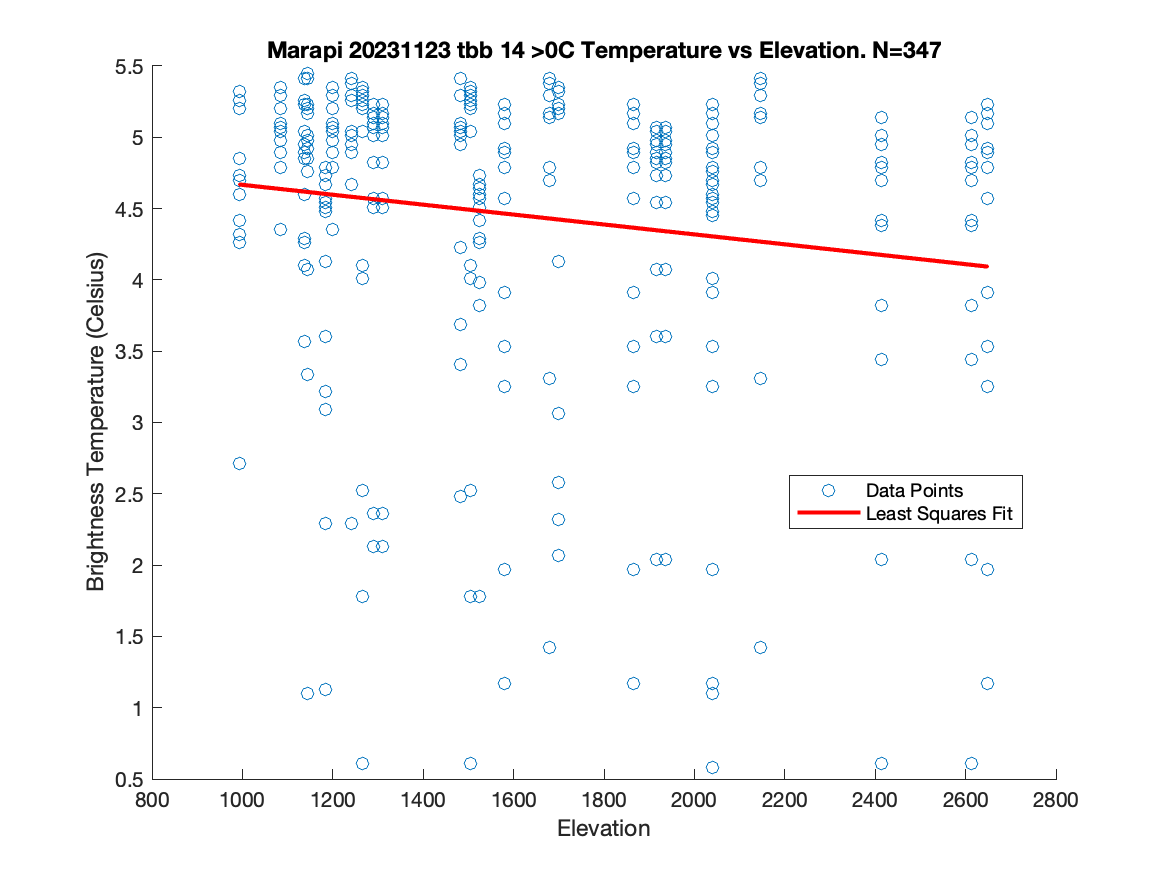 Marapi 20231123 tbb 14 >0C Temperature vs Elevation. N=347
5.5
5
4.5
4
3.5
3
2.5
2
1.5
1
0.5
Brightness Temperature (Celsius)
Data Points
Least Squares Fit
800 1000 1200 1400 1600 1800 2000 2200 2400 2600 2800
Elevation